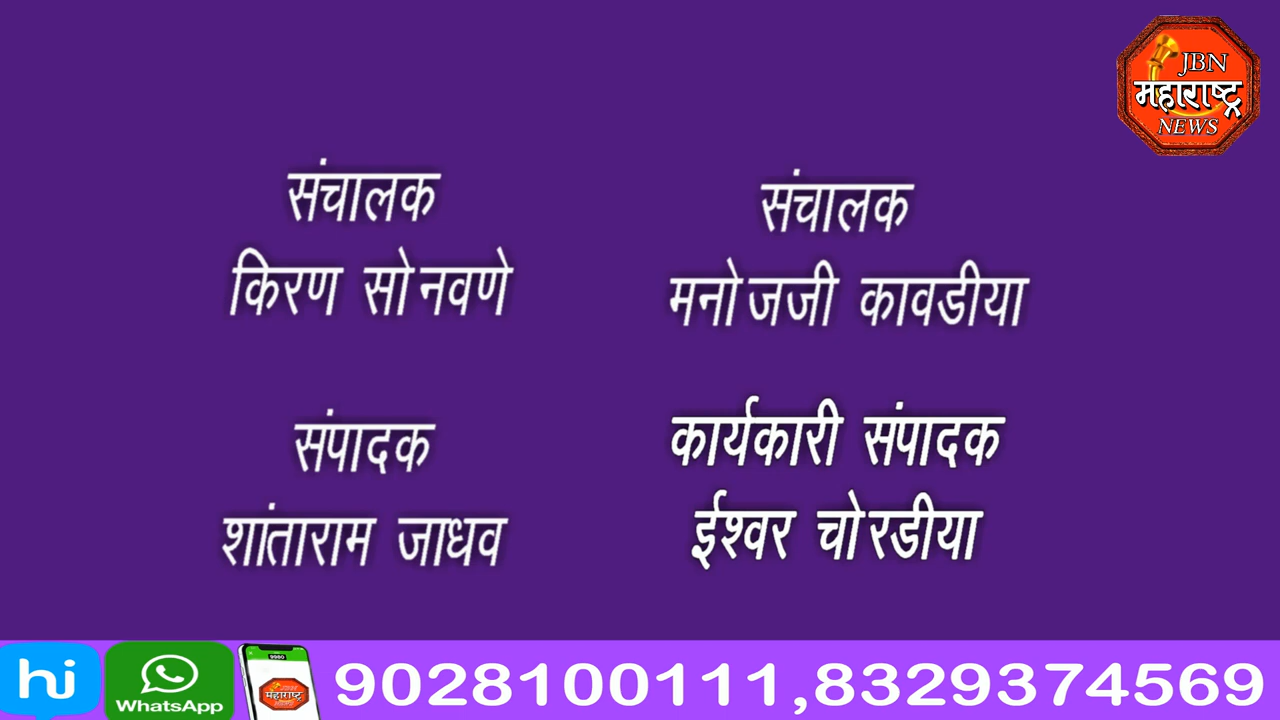 JBN
महाराष्ट्र
NEWS
संचालक
किरण सोनवणे
संचालक
मनोजजी कावडीया
संपादक
शांताराम जाधव
कार्यकारी संपादक
ईश्वर चोरडीया
hi
WhatsApp
महाराष्ट्र
9028100111,8329374569